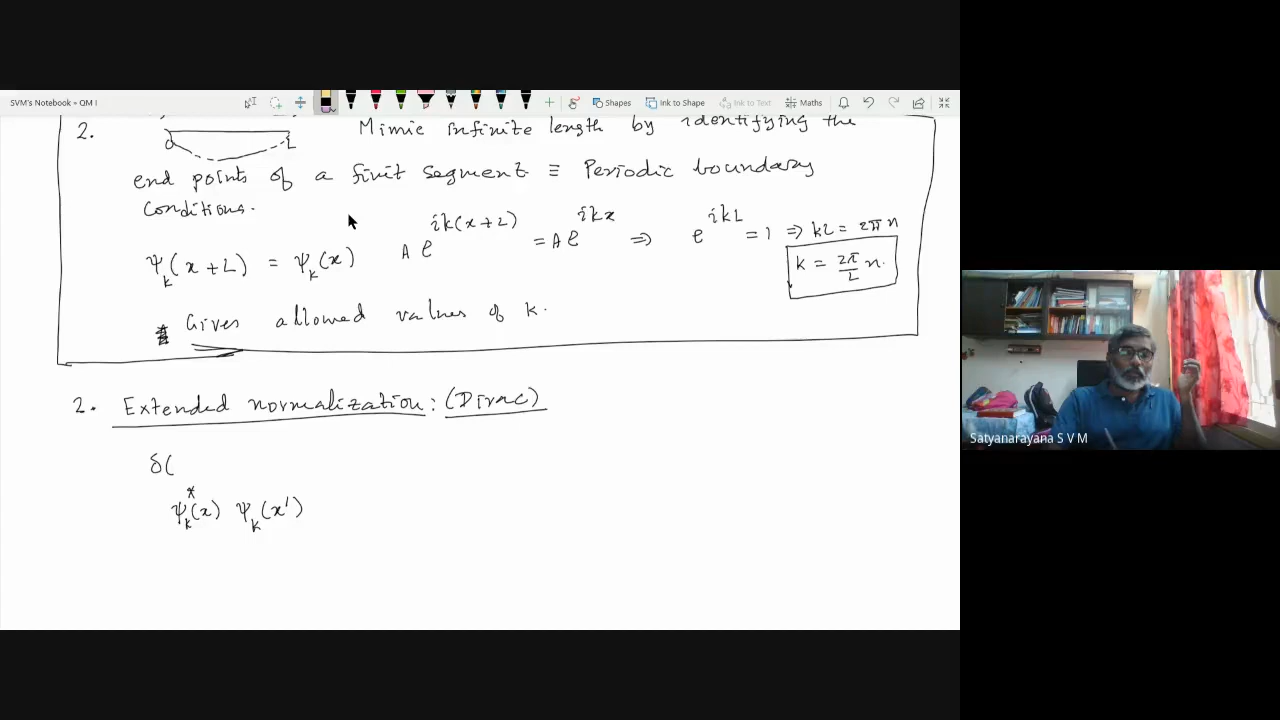 SVM's Notebook » QM I
Shapes Ink to Shape Ink to Text Maths
2. Mimic infinite length by identifying the
0 L
end points of a finit segment ≡ Periodic boundary
Conditions.
ψ_k(x+L) = ψ_k(x) A e^{ik(x+L)} = A e^{ikx} ⇒ e^{ikL} = 1 ⇒ kL = 2πn
k = 2π/L n.
* Gives allowed values of k.
2. Extended normalization: (Dirac)
δ(
ψ*_k(x) ψ_k(x')
Satyanarayana S V M